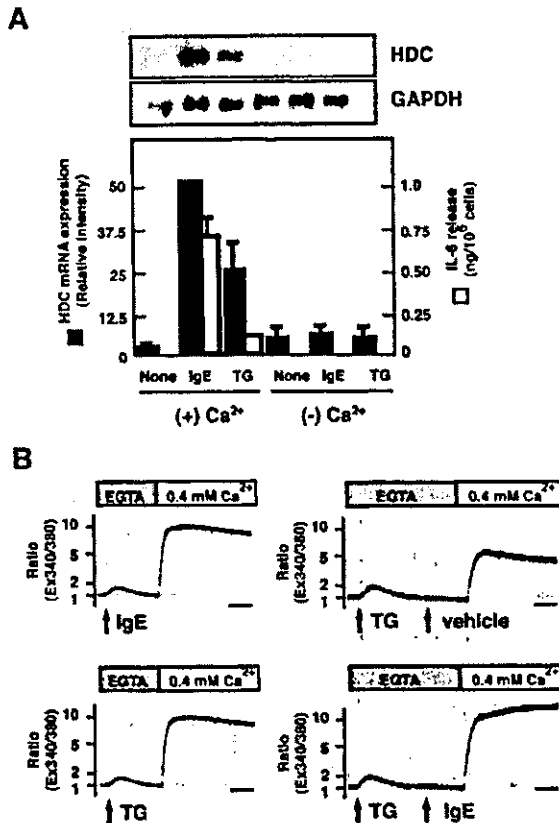 A
HDC
GAPDH
HDC mRNA expression
(Relative Intensity)
50
37.5
25
12.5
0
1.0
0.75
0.50
0.25
0
IL-6 release
(ng/10⁶ cells)
None IgE TG None IgE TG
(+) Ca²⁺ (-) Ca²⁺
B
EGTA 0.4 mM Ca²⁺
Ratio
(Ex340/380)
10
5
2
1
IgE
EGTA 0.4 mM Ca²⁺
Ratio
(Ex340/380)
10
5
2
1
TG vehicle
EGTA 0.4 mM Ca²⁺
Ratio
(Ex340/380)
10
5
2
1
TG
EGTA 0.4 mM Ca²⁺
Ratio
(Ex340/380)
10
5
2
1
TG IgE